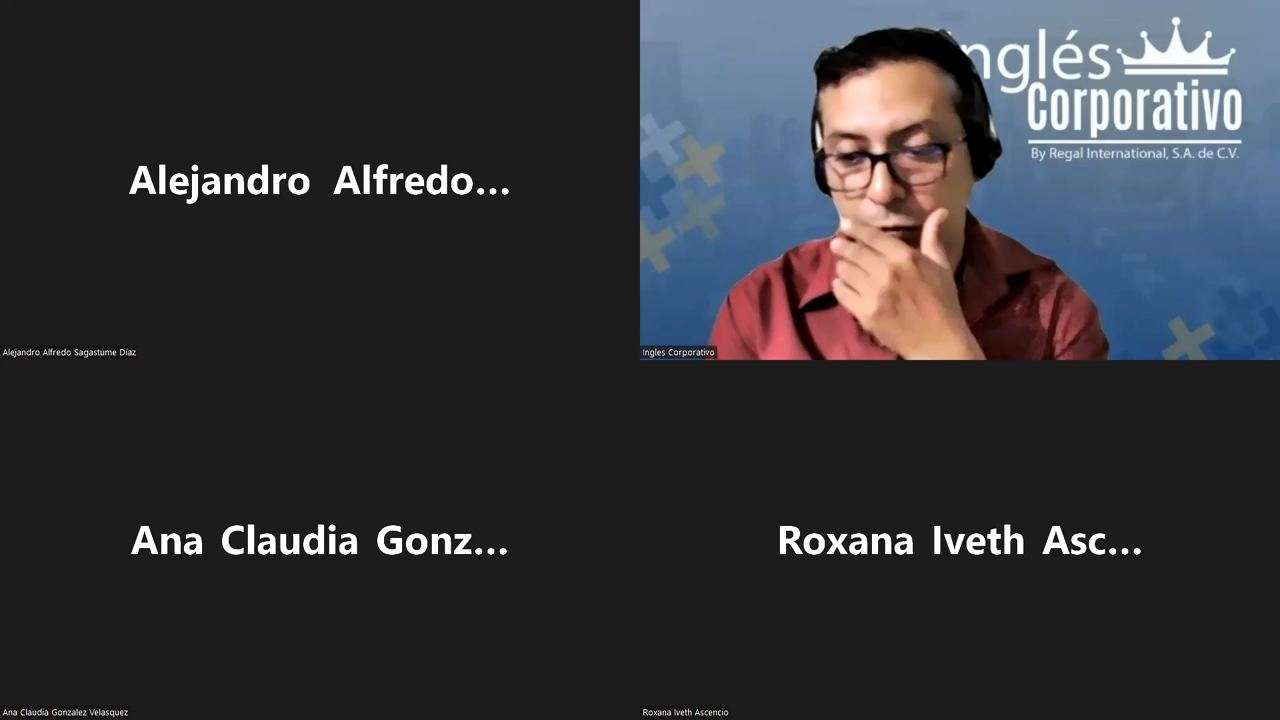 Alejandro Alfredo...
Alejandro Alfredo Sagastume Díaz
Inglés
Corporativo
By Regal International, S.A. de C.V.
Ingles Corporativo
Ana Claudia Gonz...
Ana Claudia Gonzalez Velasquez
Roxana Iveth Asc...
Roxana Iveth Ascencio